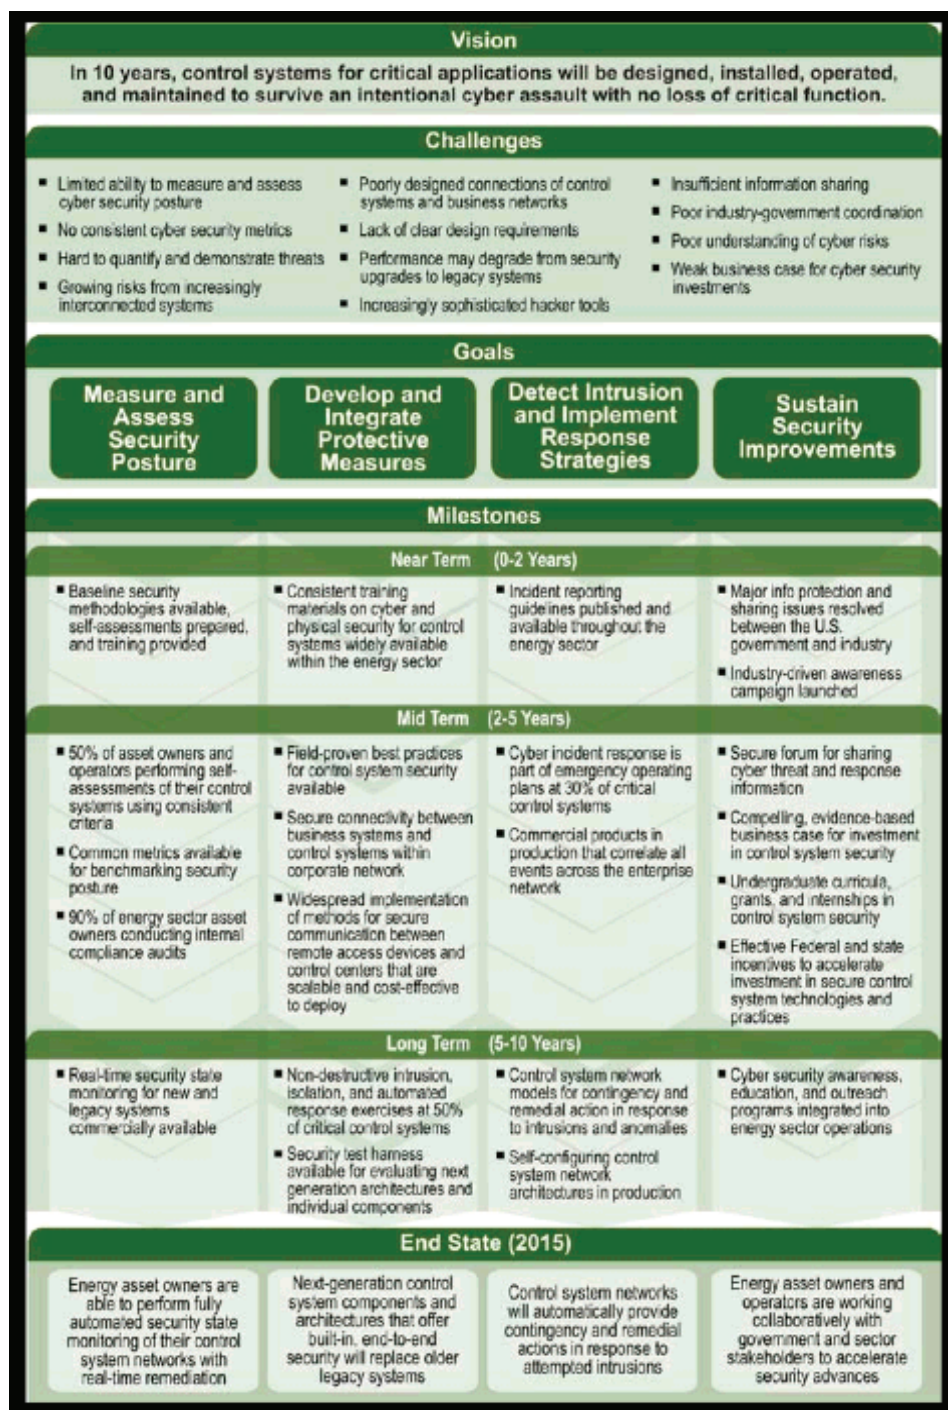 Vision
In 10 years, control systems for critical applications will be designed, installed, operated,
and maintained to survive an intentional cyber assault with no loss of critical function.
Challenges
■ Limited ability to measure and assess
cyber security posture
■ No consistent cyber security metrics
■ Hard to quantify and demonstrate threats
■ Growing risks from increasingly
interconnected systems
■ Poorly designed connections of control
systems and business networks
■ Lack of clear design requirements
■ Performance may degrade from security
upgrades to legacy systems
■ Increasingly sophisticated hacker tools
■ Insufficient information sharing
■ Poor industry-government coordination
■ Poor understanding of cyber risks
■ Weak business case for cyber security
investments
Goals
Measure and
Assess
Security
Posture
Develop and
Integrate
Protective
Measures
Detect Intrusion
and Implement
Response
Strategies
Sustain
Security
Improvements
Milestones
Near Term (0-2 Years)
■ Baseline security
methodologies available,
self-assessments prepared,
and training provided
■ Consistent training
materials on cyber and
physical security for control
systems widely available
within the energy sector
■ Incident reporting
guidelines published and
available throughout the
energy sector
■ Major info protection and
sharing issues resolved
between the U.S.
government and industry
■ Industry-driven awareness
campaign launched
Mid Term (2-5 Years)
■ 50% of asset owners and
operators performing self-
assessments of their control
systems using consistent
criteria
■ Common metrics available
for benchmarking security
posture
■ 90% of energy sector asset
owners conducting internal
compliance audits
■ Field-proven best practices
for control system security
available
■ Secure connectivity between
business systems and
control systems within
corporate network
■ Widespread implementation
of methods for secure
communication between
remote access devices and
control centers that are
scalable and cost-effective
to deploy
■ Cyber incident response is
part of emergency operating
plans at 30% of critical
control systems
■ Commercial products in
production that correlate all
events across the enterprise
network
■ Secure forum for sharing
cyber threat and response
information
■ Compelling, evidence-based
business case for investment
in control system security
■ Undergraduate curricula,
grants, and internships in
control system security
■ Effective Federal and state
incentives to accelerate
investment in secure control
system technologies and
practices
Long Term (5-10 Years)
■ Real-time security state
monitoring for new and
legacy systems
commercially available
■ Non-destructive intrusion,
isolation, and automated
response exercises at 50%
of critical control systems
■ Security test harness
available for evaluating next
generation architectures and
individual components
■ Control system network
models for contingency and
remedial action in response
to intrusions and anomalies
■ Self-configuring control
system network
architectures in production
■ Cyber security awareness,
education, and outreach
programs integrated into
energy sector operations
End State (2015)
Energy asset owners are
able to perform fully
automated security state
monitoring of their control
system networks with
real-time remediation
Next-generation control
system components and
architectures that offer
built-in, end-to-end
security will replace older
legacy systems
Control system networks
will automatically provide
contingency and remedial
actions in response to
attempted intrusions
Energy asset owners and
operators are working
collaboratively with
government and sector
stakeholders to accelerate
security advances